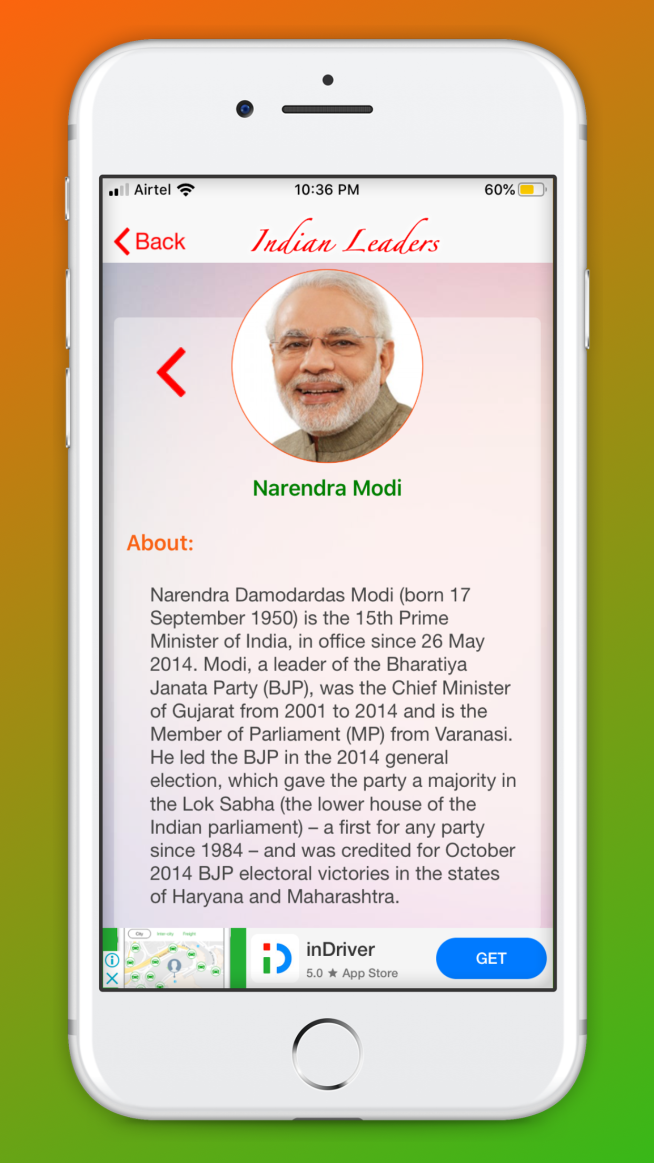 Airtel 10:36 PM 60%
Back Indian Leaders
Narendra Modi
About:
Narendra Damodardas Modi (born 17
September 1950) is the 15th Prime
Minister of India, in office since 26 May
2014. Modi, a leader of the Bharatiya
Janata Party (BJP), was the Chief Minister
of Gujarat from 2001 to 2014 and is the
Member of Parliament (MP) from Varanasi.
He led the BJP in the 2014 general
election, which gave the party a majority in
the Lok Sabha (the lower house of the
Indian parliament) – a first for any party
since 1984 – and was credited for October
2014 BJP electoral victories in the states
of Haryana and Maharashtra.
City Inter-city Freight
inDriver
5.0 ★ App Store
GET